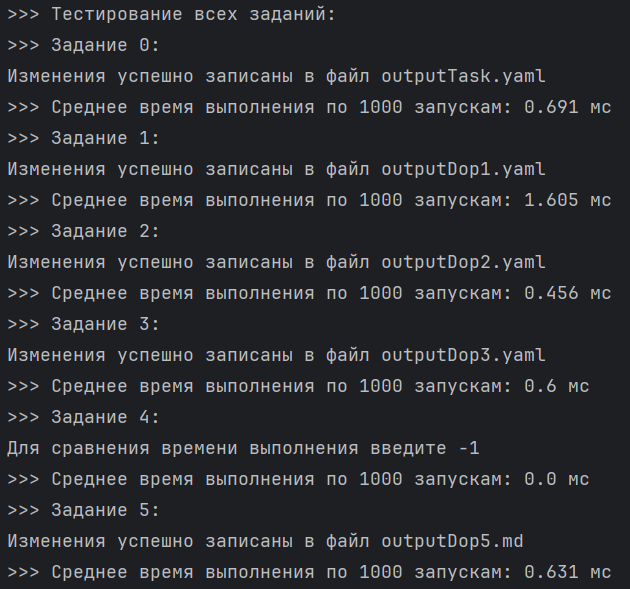 >>> Тестирование всех заданий:
>>> Задание 0:
Изменения успешно записаны в файл outputTask.yaml
>>> Среднее время выполнения по 1000 запускам: 0.691 мс
>>> Задание 1:
Изменения успешно записаны в файл outputDop1.yaml
>>> Среднее время выполнения по 1000 запускам: 1.605 мс
>>> Задание 2:
Изменения успешно записаны в файл outputDop2.yaml
>>> Среднее время выполнения по 1000 запускам: 0.456 мс
>>> Задание 3:
Изменения успешно записаны в файл outputDop3.yaml
>>> Среднее время выполнения по 1000 запускам: 0.6 мс
>>> Задание 4:
Для сравнения времени выполнения введите -1
>>> Среднее время выполнения по 1000 запускам: 0.0 мс
>>> Задание 5:
Изменения успешно записаны в файл outputDop5.md
>>> Среднее время выполнения по 1000 запускам: 0.631 мс